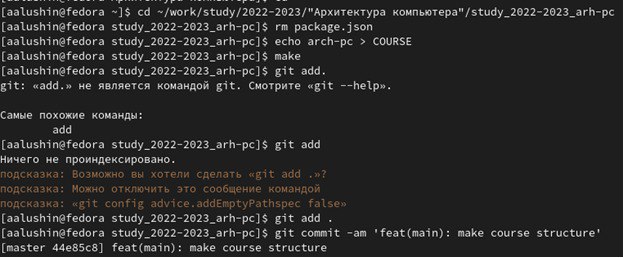 [aalushin@fedora ~]$ cd ~/work/study/2022-2023/"Архитектура компьютера"/study_2022-2023_arh-pc
[aalushin@fedora study_2022-2023_arh-pc]$ rm package.json
[aalushin@fedora study_2022-2023_arh-pc]$ echo arch-pc > COURSE
[aalushin@fedora study_2022-2023_arh-pc]$ make
[aalushin@fedora study_2022-2023_arh-pc]$ git add.
git: «add.» не является командой git. Смотрите «git --help».
Самые похожие команды:
add
[aalushin@fedora study_2022-2023_arh-pc]$ git add
Ничего не проиндексировано.
подсказка: Возможно вы хотели сделать «git add .»?
подсказка: Можно отключить это сообщение командой
подсказка: «git config advice.addEmptyPathspec false»
[aalushin@fedora study_2022-2023_arh-pc]$ git add .
[aalushin@fedora study_2022-2023_arh-pc]$ git commit -am 'feat(main): make course structure'
[master 44e85c8] feat(main): make course structure